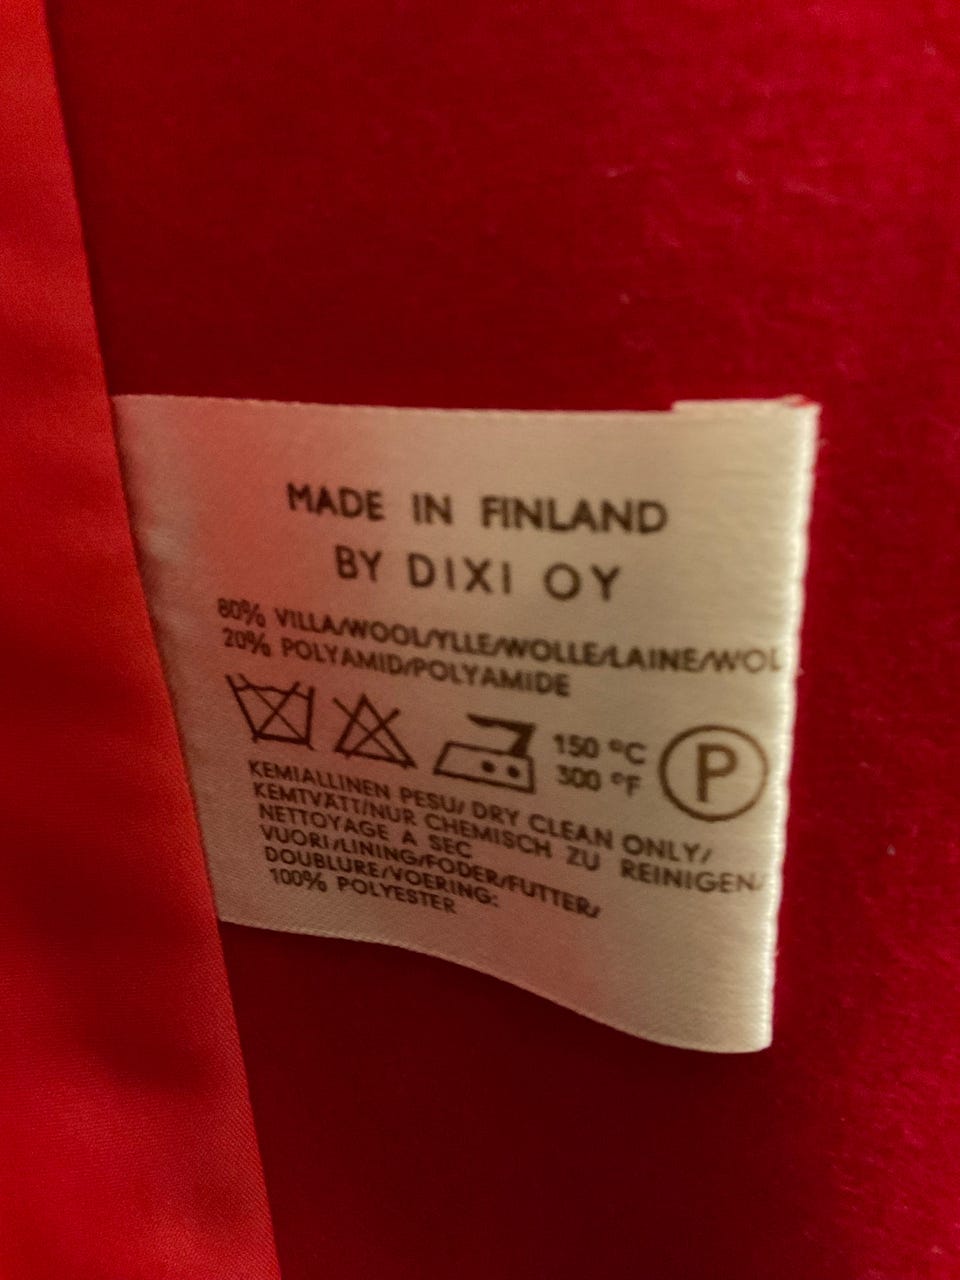 MADE IN FINLAND
BY DIXI OY
80% VILLA/WOOL/YLLE/WOLLE/LAINE/WOL
20% POLYAMID/POLYAMIDE
150 °C
300 °F
P
KEMIALLINEN PESU/ DRY CLEAN ONLY/
KEMTVÄTT/NUR CHEMISCH ZU REINIGEN/
NETTOYAGE A SEC
VUORI/LINING/FODER/FUTTER/
DOUBLURE/VOERING:
100% POLYESTER